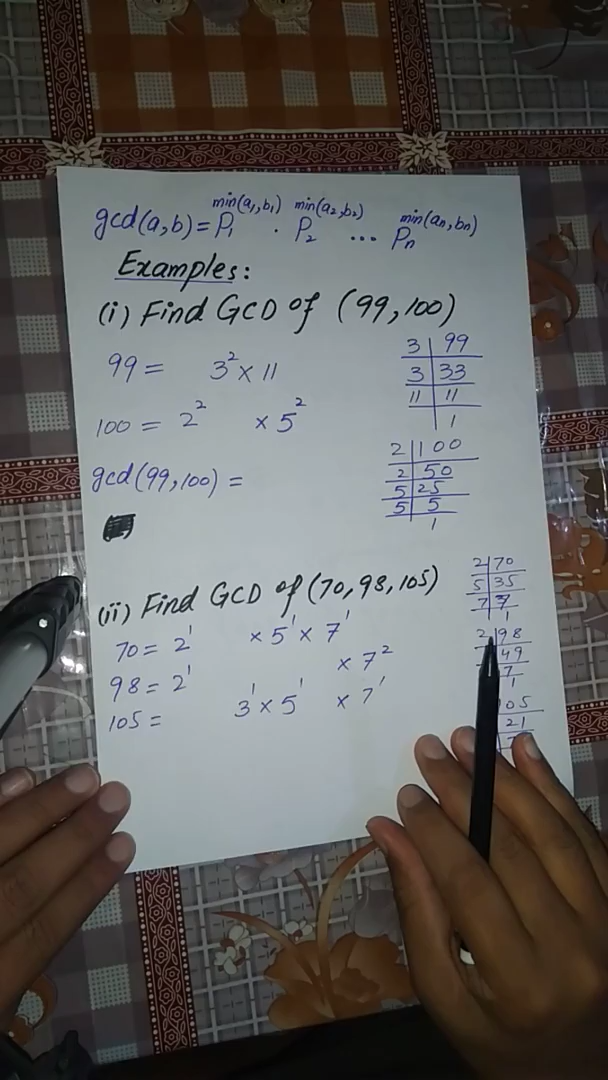 gcd(a,b) = P₁^min(a₁,b₁) · P₂^min(a₂,b₂) ... Pₙ^min(aₙ,bₙ)
Examples:
(i) Find GCD of (99,100)
99 = 3² × 11
100 = 2² × 5²
gcd(99,100) =
3 | 99
3 | 33
11 | 11
1
2 | 100
2 | 50
5 | 25
5 | 5
1
(ii) Find GCD of (70, 98, 105)
70 = 2¹ × 5¹ × 7¹
98 = 2¹ × 7²
105 = 3¹ × 5¹ × 7¹
2 | 70
5 | 35
7 | 7
1
2 | 98
49
7
1
05
21